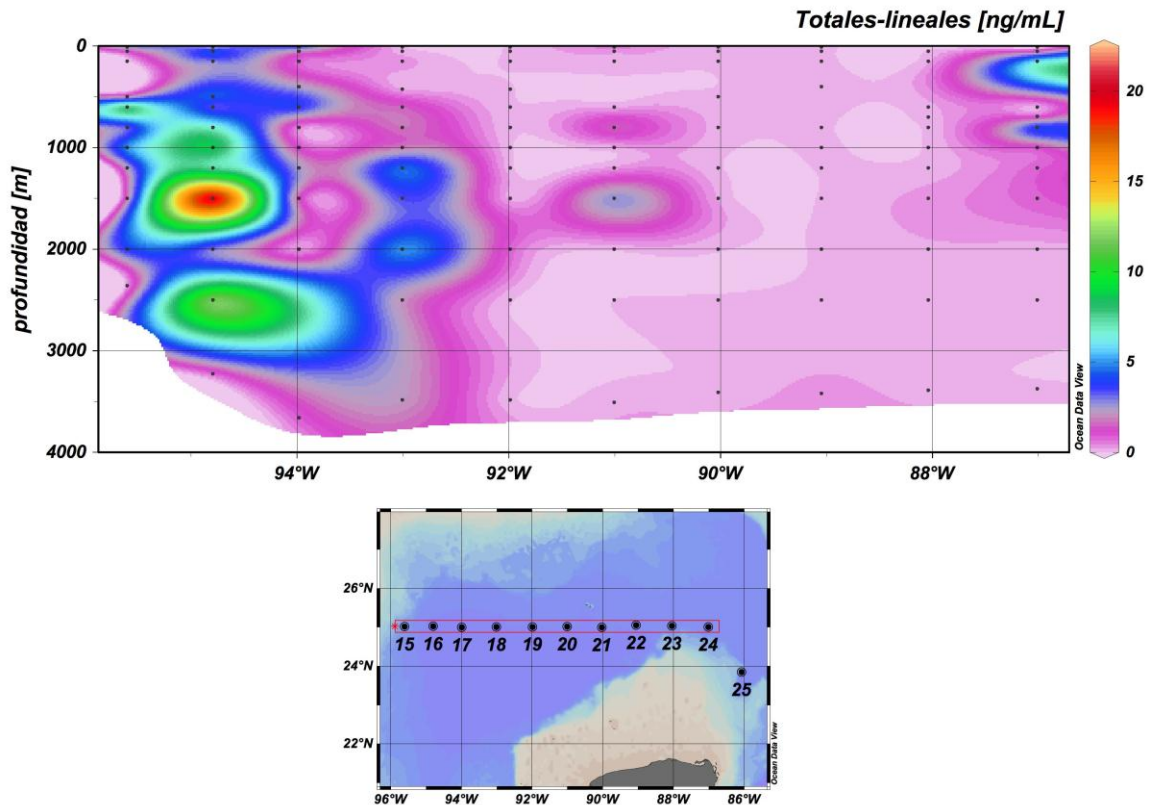 Totales-lineales [ng/mL]
0
1000
2000
3000
4000
profundidad [m]
94°W
92°W
90°W
88°W
Ocean Data View
20
15
10
5
0
26°N
24°N
22°N
15
16
17
18
19
20
21
22
23
24
25
96°W
94°W
92°W
90°W
88°W
86°W
Ocean Data View